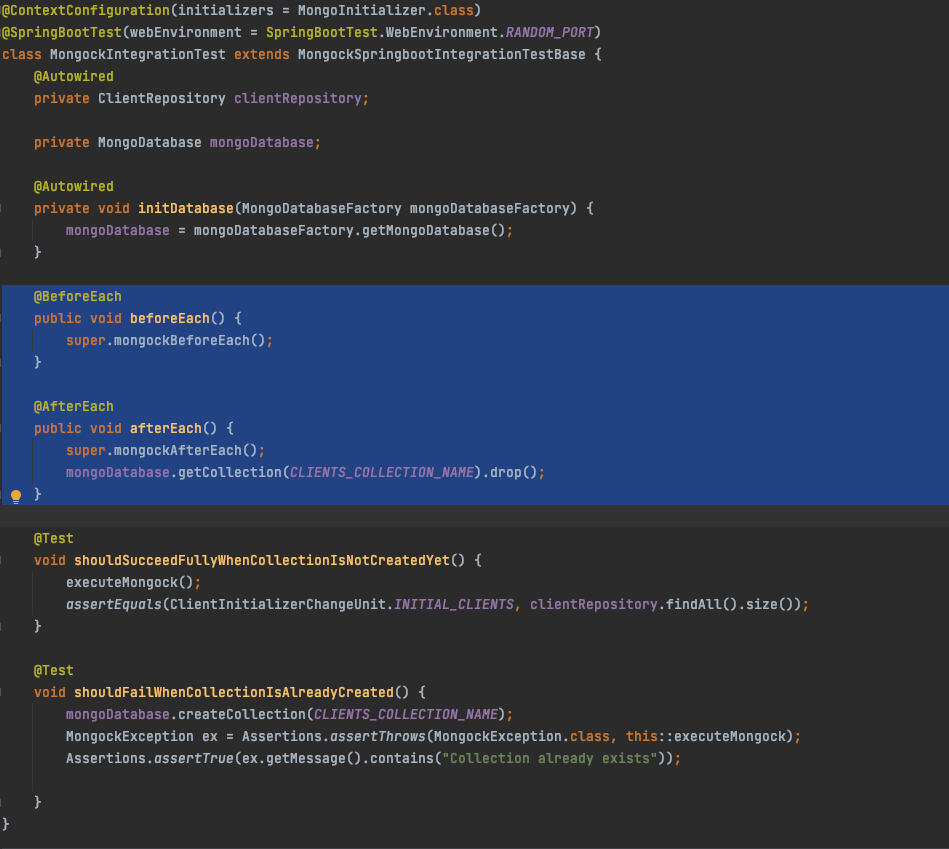 @ContextConfiguration(initializers = MongoInitializer.class)
@SpringBootTest(webEnvironment = SpringBootTest.WebEnvironment.RANDOM_PORT)
class MongockIntegrationTest extends MongockSpringbootIntegrationTestBase {
    @Autowired
    private ClientRepository clientRepository;

    private MongoDatabase mongoDatabase;

    @Autowired
    private void initDatabase(MongoDatabaseFactory mongoDatabaseFactory) {
        mongoDatabase = mongoDatabaseFactory.getMongoDatabase();
    }

    @BeforeEach
    public void beforeEach() {
        super.mongockBeforeEach();
    }

    @AfterEach
    public void afterEach() {
        super.mongockAfterEach();
        mongoDatabase.getCollection(CLIENTS_COLLECTION_NAME).drop();
    }

    @Test
    void shouldSucceedFullyWhenCollectionIsNotCreatedYet() {
        executeMongock();
        assertEquals(ClientInitializerChangeUnit.INITIAL_CLIENTS, clientRepository.findAll().size());
    }

    @Test
    void shouldFailWhenCollectionIsAlreadyCreated() {
        mongoDatabase.createCollection(CLIENTS_COLLECTION_NAME);
        MongockException ex = Assertions.assertThrows(MongockException.class, this::executeMongock);
        Assertions.assertTrue(ex.getMessage().contains("Collection already exists"));

    }
}